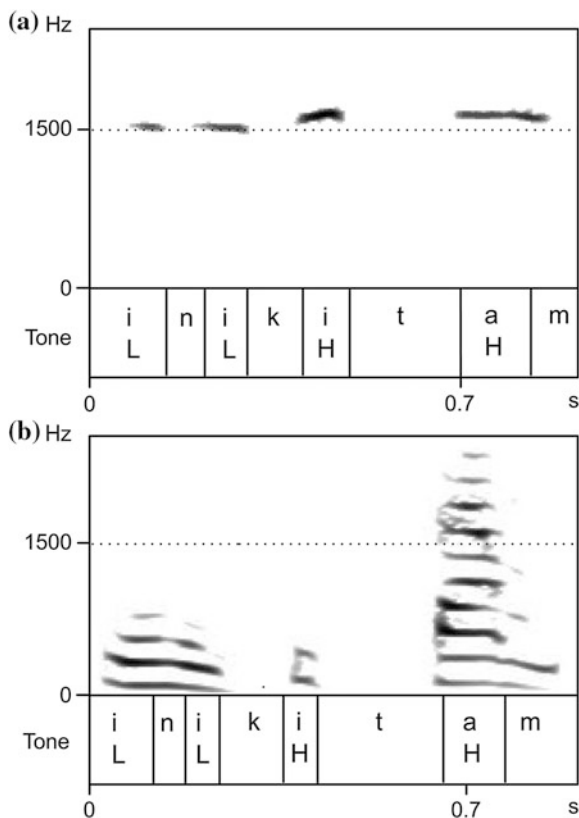 (a) Hz
1500
0
i n i k i t a m
Tone L L H H
0 0.7 s
(b) Hz
1500
0
i n i k i t a m
Tone L L H H
0 0.7 s